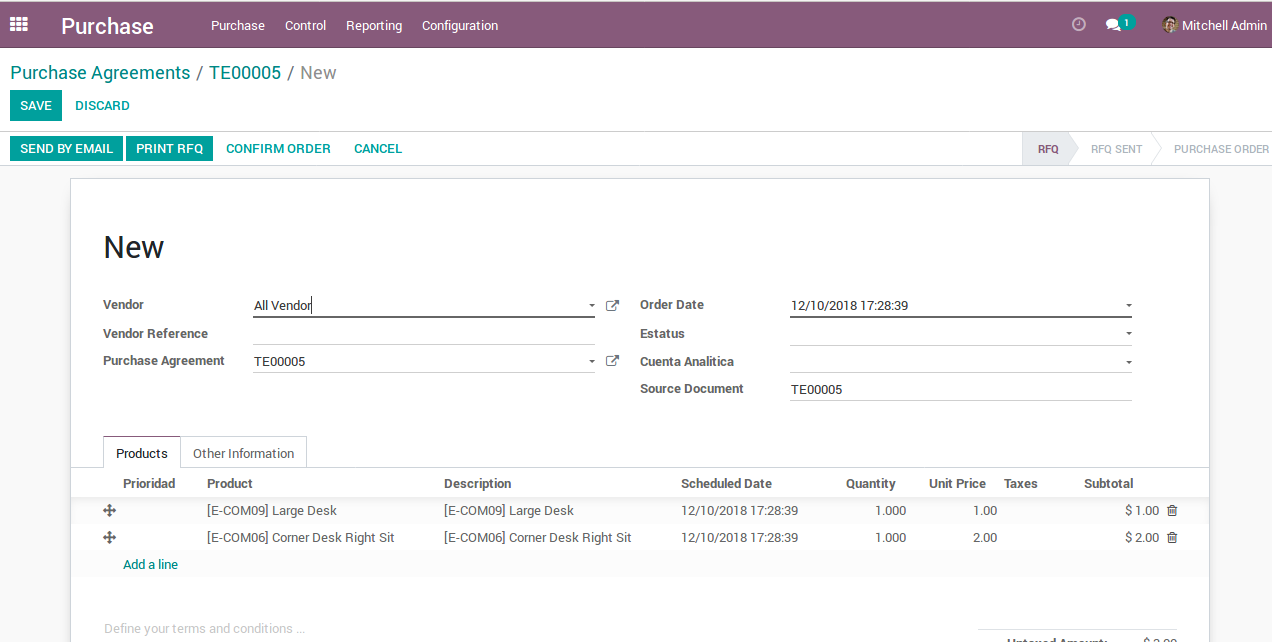 Purchase Purchase Control Reporting Configuration 1 Mitchell Admin
Purchase Agreements / TE00005 / New
SAVE DISCARD
SEND BY EMAIL PRINT RFQ CONFIRM ORDER CANCEL RFQ RFQ SENT PURCHASE ORDER
New
Vendor All Vendor Order Date 12/10/2018 17:28:39
Vendor Reference Estatus
Purchase Agreement TE00005 Cuenta Analitica
Source Document TE00005
Products Other Information
Prioridad Product Description Scheduled Date Quantity Unit Price Taxes Subtotal
[E-COM09] Large Desk [E-COM09] Large Desk 12/10/2018 17:28:39 1.000 1.00 $ 1.00
[E-COM06] Corner Desk Right Sit [E-COM06] Corner Desk Right Sit 12/10/2018 17:28:39 1.000 2.00 $ 2.00
Add a line
Define your terms and conditions ...
Untaxed Amount: